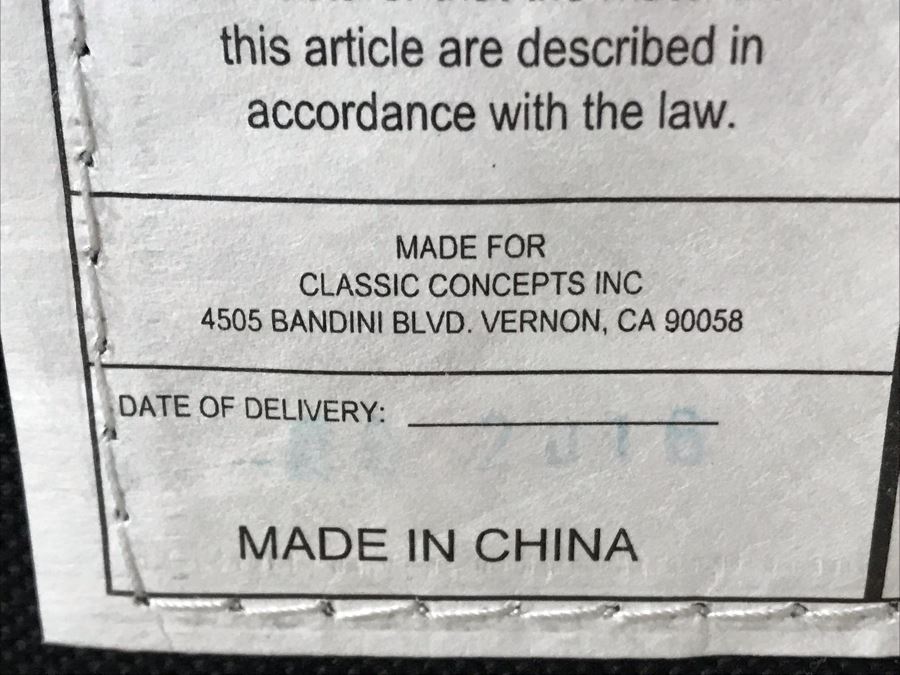 this article are described in
accordance with the law.
MADE FOR
CLASSIC CONCEPTS INC
4505 BANDINI BLVD. VERNON, CA 90058
DATE OF DELIVERY:
MADE IN CHINA